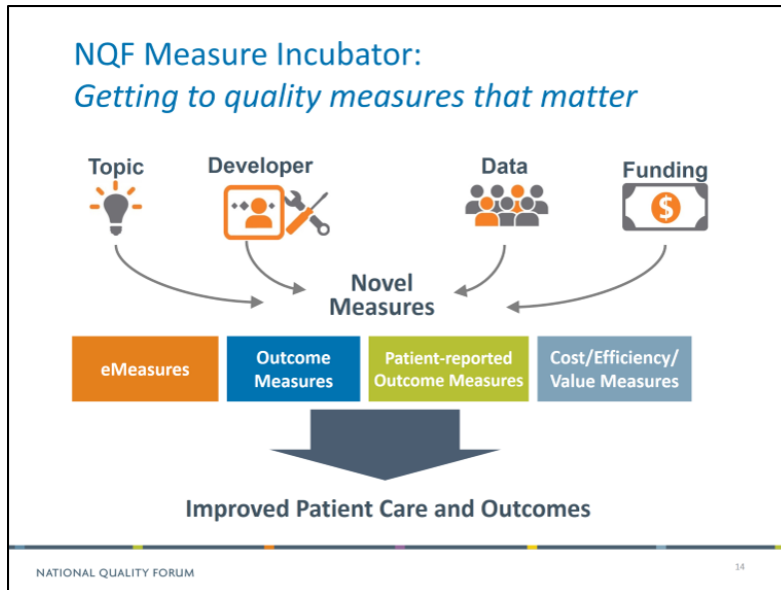 NQF Measure Incubator:
Getting to quality measures that matter
Topic
Developer
Data
Funding
$
Novel
Measures
eMeasures
Outcome
Measures
Patient-reported
Outcome Measures
Cost/Efficiency/
Value Measures
Improved Patient Care and Outcomes
NATIONAL QUALITY FORUM
14